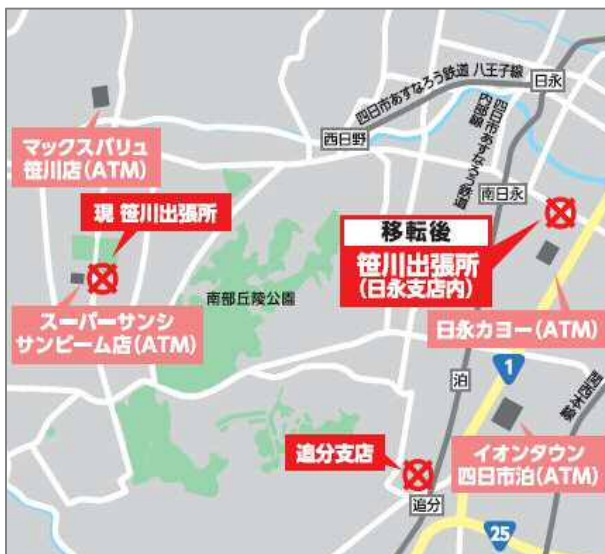 四日市あすなろう鉄道 八王子線
日永
西日野
四日市あすなろう鉄道
内部線
マックスバリュ
笹川店(ATM)
南日永
現 笹川出張所
移転後
笹川出張所
(日永支店内)
南部丘陵公園
スーパーサンシ
サンビーム店(ATM)
日永カヨー(ATM)
1
泊
関西本線
追分支店
イオンタウン
四日市泊(ATM)
追分
25